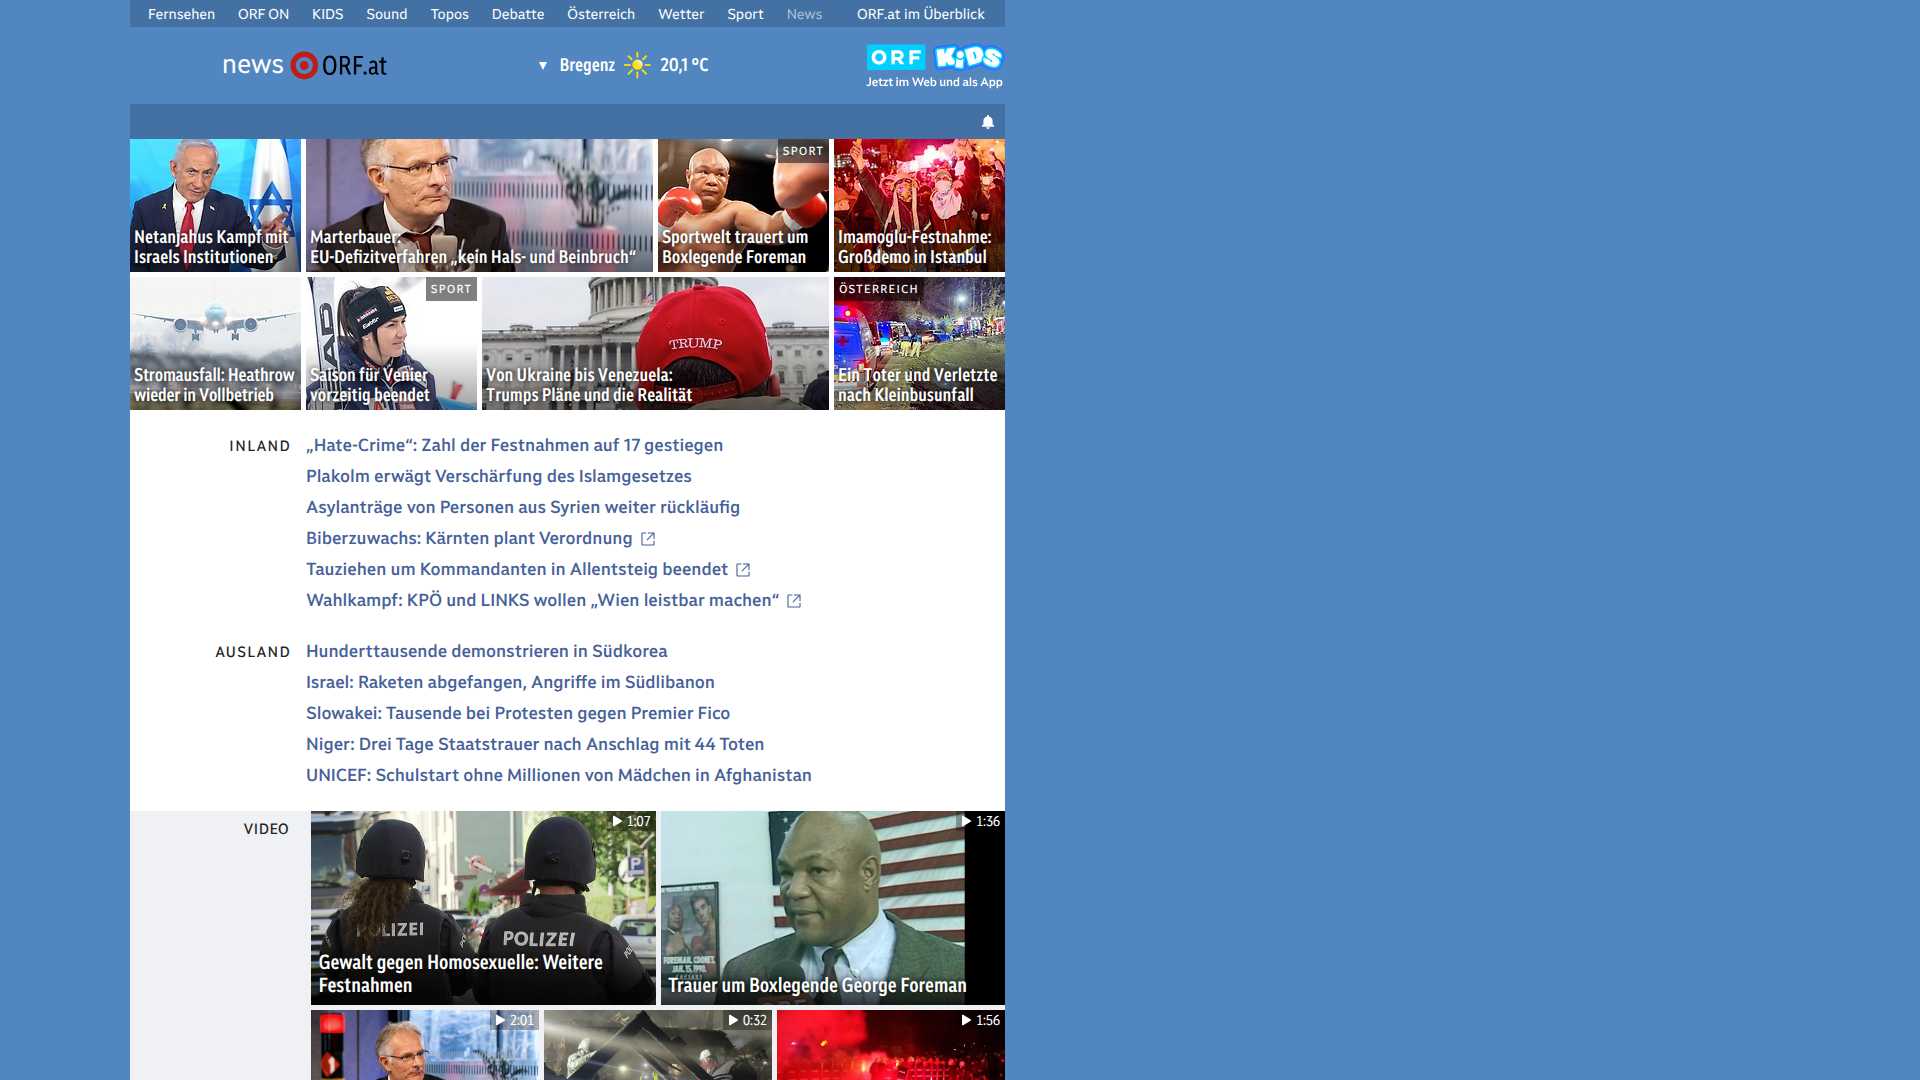 Fernsehen ORF ON KIDS Sound Topos Debatte Österreich Wetter Sport News ORF.at im Überblick
news ORF.at
▼ Bregenz 20,1 °C
ORF KIDS
Jetzt im Web und als App
Netanjahus Kampf mit
Israels Institutionen
Marterbauer:
EU-Defizitverfahren „kein Hals- und Beinbruch“
SPORT
Sportwelt trauert um
Boxlegende Foreman
Imamoglu-Festnahme:
Großdemo in Istanbul
Stromausfall: Heathrow
wieder in Vollbetrieb
SPORT
Saison für Venier
vorzeitig beendet
TRUMP
Von Ukraine bis Venezuela:
Trumps Pläne und die Realität
ÖSTERREICH
Ein Toter und Verletzte
nach Kleinbusunfall
INLAND
„Hate-Crime“: Zahl der Festnahmen auf 17 gestiegen
Plakolm erwägt Verschärfung des Islamgesetzes
Asylanträge von Personen aus Syrien weiter rückläufig
Biberzuwachs: Kärnten plant Verordnung
Tauziehen um Kommandanten in Allentsteig beendet
Wahlkampf: KPÖ und LINKS wollen „Wien leistbar machen“
AUSLAND
Hunderttausende demonstrieren in Südkorea
Israel: Raketen abgefangen, Angriffe im Südlibanon
Slowakei: Tausende bei Protesten gegen Premier Fico
Niger: Drei Tage Staatstrauer nach Anschlag mit 44 Toten
UNICEF: Schulstart ohne Millionen von Mädchen in Afghanistan
VIDEO
1:07
P
POLIZEI
POLIZEI
Gewalt gegen Homosexuelle: Weitere
Festnahmen
1:36
FOREMAN, COONEY,
JAN. 15, 1990.
Trauer um Boxlegende George Foreman
2:01
0:32
1:56